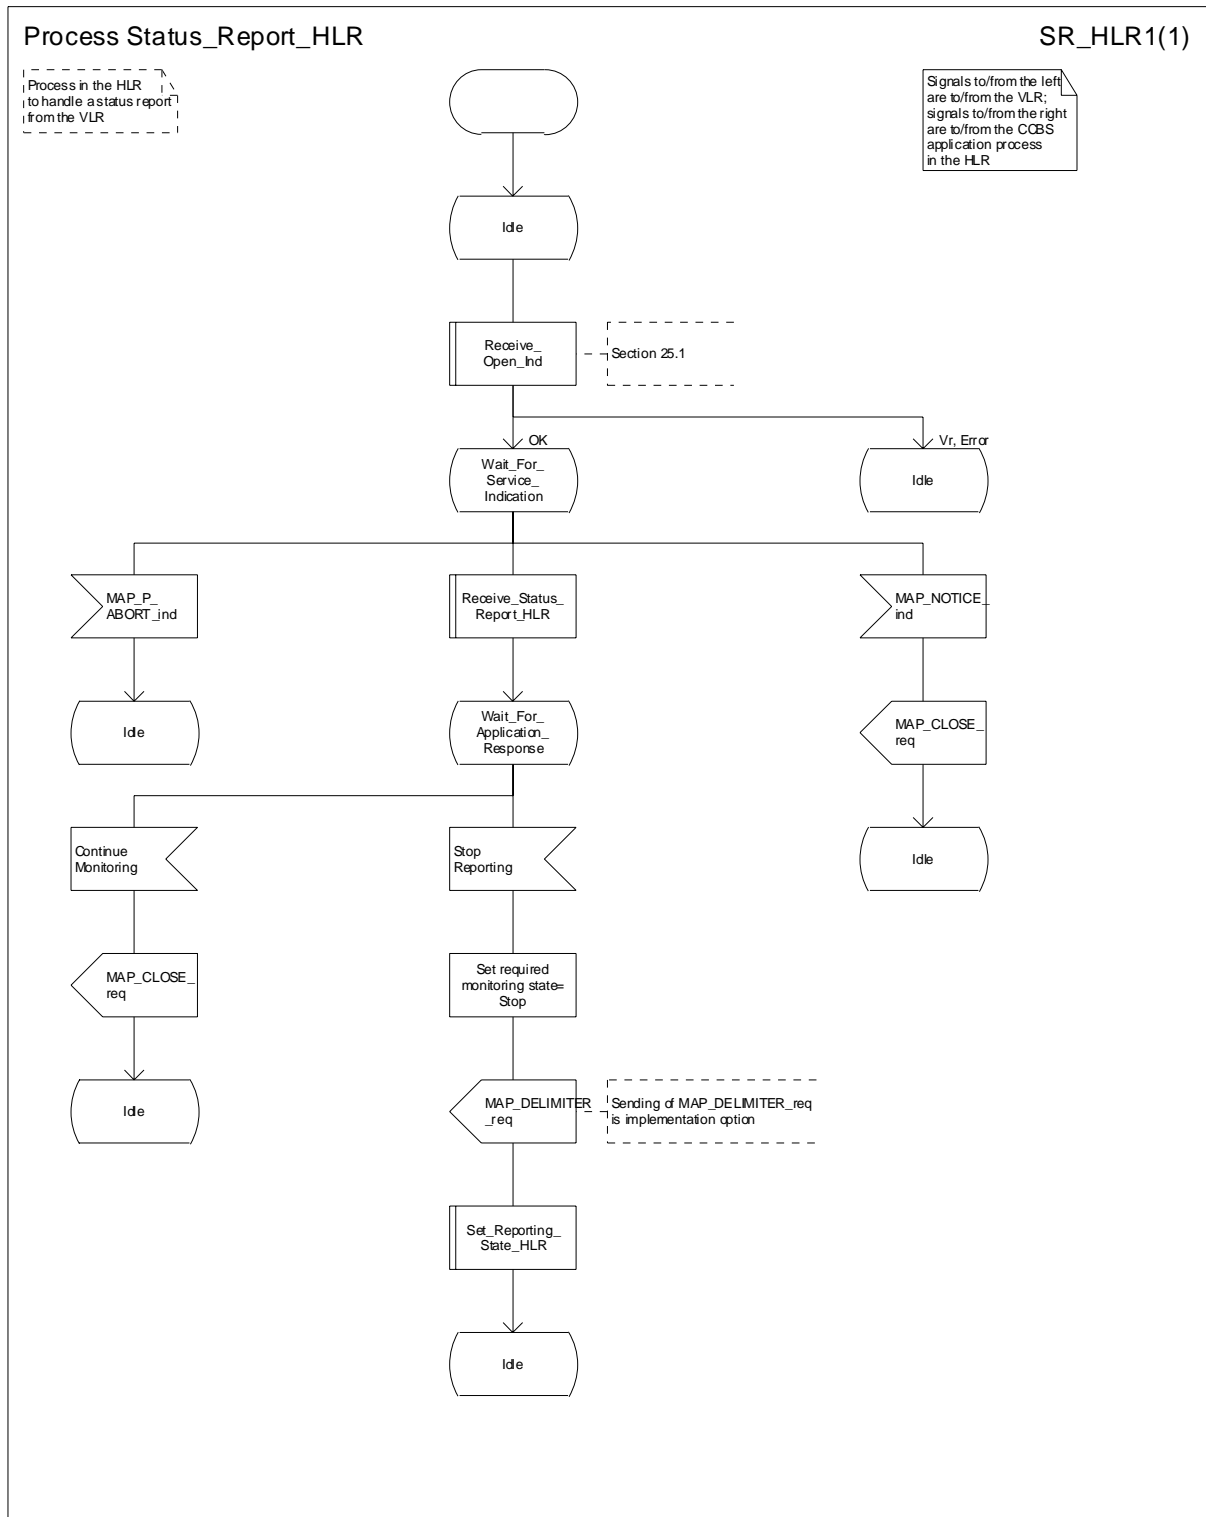 Process Status_Report_HLR
SR_HLR1(1)
Process in the HLR
to handle a status report
from the VLR
Signals to/from the left
are to/from the VLR;
signals to/from the right
are to/from the CCBS
application process
in the HLR
Idle
Receive_
Open_Ind
Section 25.1
OK
Vr, Error
Wait_For_
Service_
Indication
Idle
MAP_P_
ABORT_ind
Receive_Status_
Report_HLR
MAP_NOTICE_
ind
Idle
Wait_For_
Application_
Response
MAP_CLOSE_
req
Continue
Monitoring
Stop
Reporting
Idle
MAP_CLOSE_
req
Set required
monitoring state=
Stop
Idle
MAP_DELIMITER
_req
Sending of MAP_DELIMITER_req
is implementation option
Set_Reporting_
State_HLR
Idle